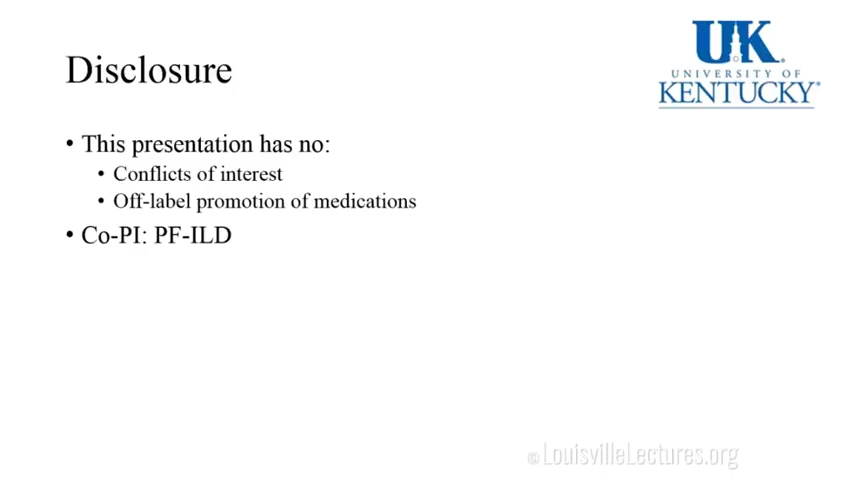 Disclosure
UK
UNIVERSITY OF
KENTUCKY®
• This presentation has no:
• Conflicts of interest
• Off-label promotion of medications
• Co-PI: PF-ILD
© LouisvilleLectures.org